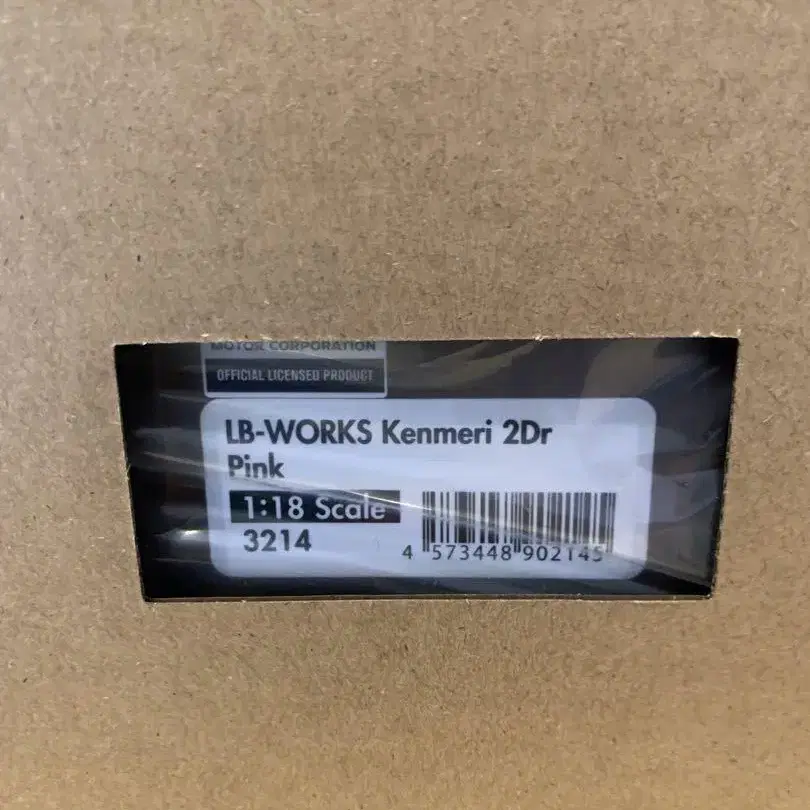 MOTOR CORPORATION
OFFICIAL LICENSED PRODUCT
LB-WORKS Kenmeri 2Dr
Pink
1:18 Scale
3214
4 573448 902145